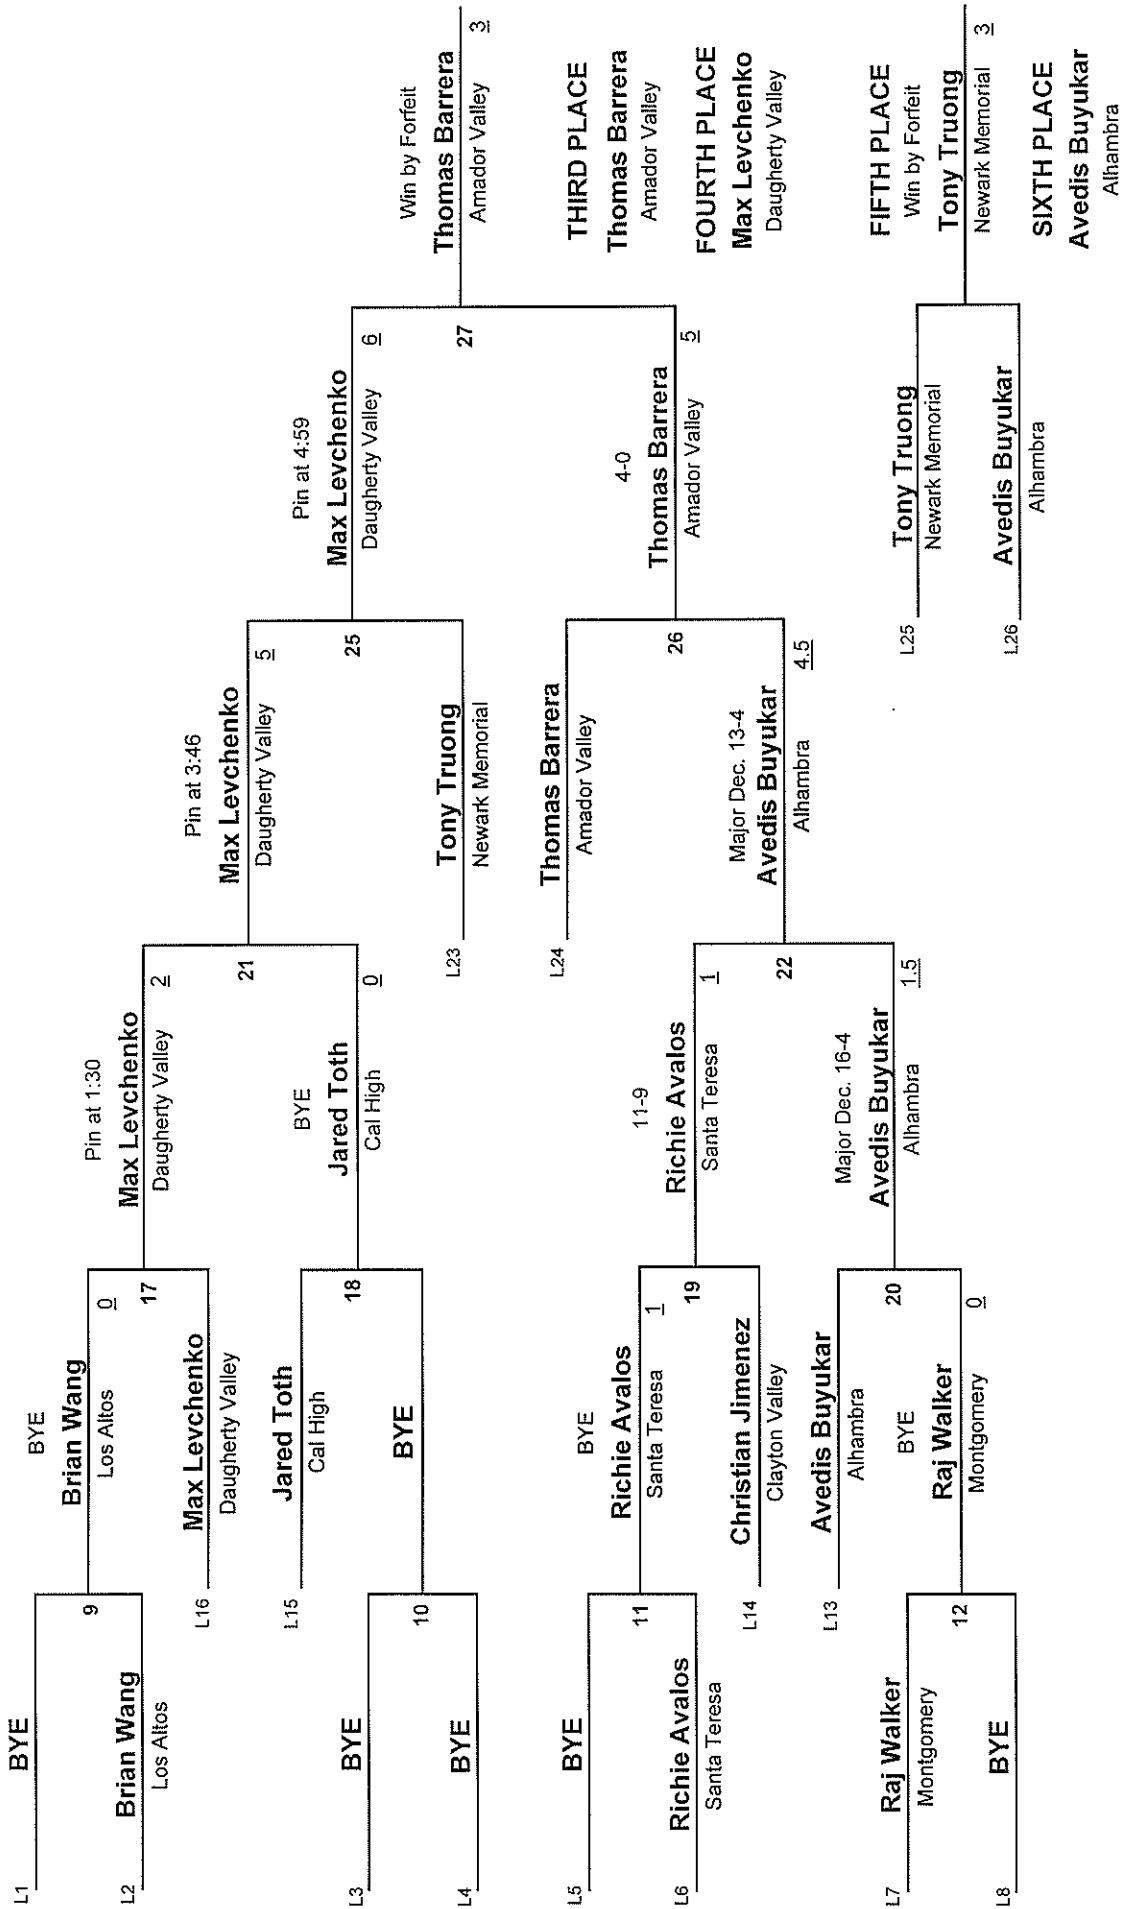 L1
BYE
9
L2
Brian Wang
Los Altos
BYE
Brian Wang
Los Altos
0
17
L16
Max Levchenko
Daugherty Valley
Pin at 1:30
Max Levchenko
Daugherty Valley
2
21
L15
Jared Toth
Cal High
18
L3
BYE
10
L4
BYE
BYE
BYE
Jared Toth
Cal High
0
Pin at 3:46
Max Levchenko
Daugherty Valley
5
25
L23
Tony Truong
Newark Memorial
Pin at 4:59
Max Levchenko
Daugherty Valley
6
27
Win by Forfeit
Thomas Barrera
Amador Valley
3
L5
BYE
11
L6
Richie Avalos
Santa Teresa
BYE
Richie Avalos
Santa Teresa
1
19
L14
Christian Jimenez
Clayton Valley
11-9
Richie Avalos
Santa Teresa
1
22
L13
Avedis Buyukar
Alhambra
20
L7
Raj Walker
Montgomery
12
L8
BYE
BYE
Raj Walker
Montgomery
0
Major Dec. 16-4
Avedis Buyukar
Alhambra
1.5
L24
Thomas Barrera
Amador Valley
26
Major Dec. 13-4
Avedis Buyukar
Alhambra
4.5
4-0
Thomas Barrera
Amador Valley
5
THIRD PLACE
Thomas Barrera
Amador Valley
FOURTH PLACE
Max Levchenko
Daugherty Valley
L25
Tony Truong
Newark Memorial
L26
Avedis Buyukar
Alhambra
FIFTH PLACE
Win by Forfeit
Tony Truong
Newark Memorial
3
SIXTH PLACE
Avedis Buyukar
Alhambra